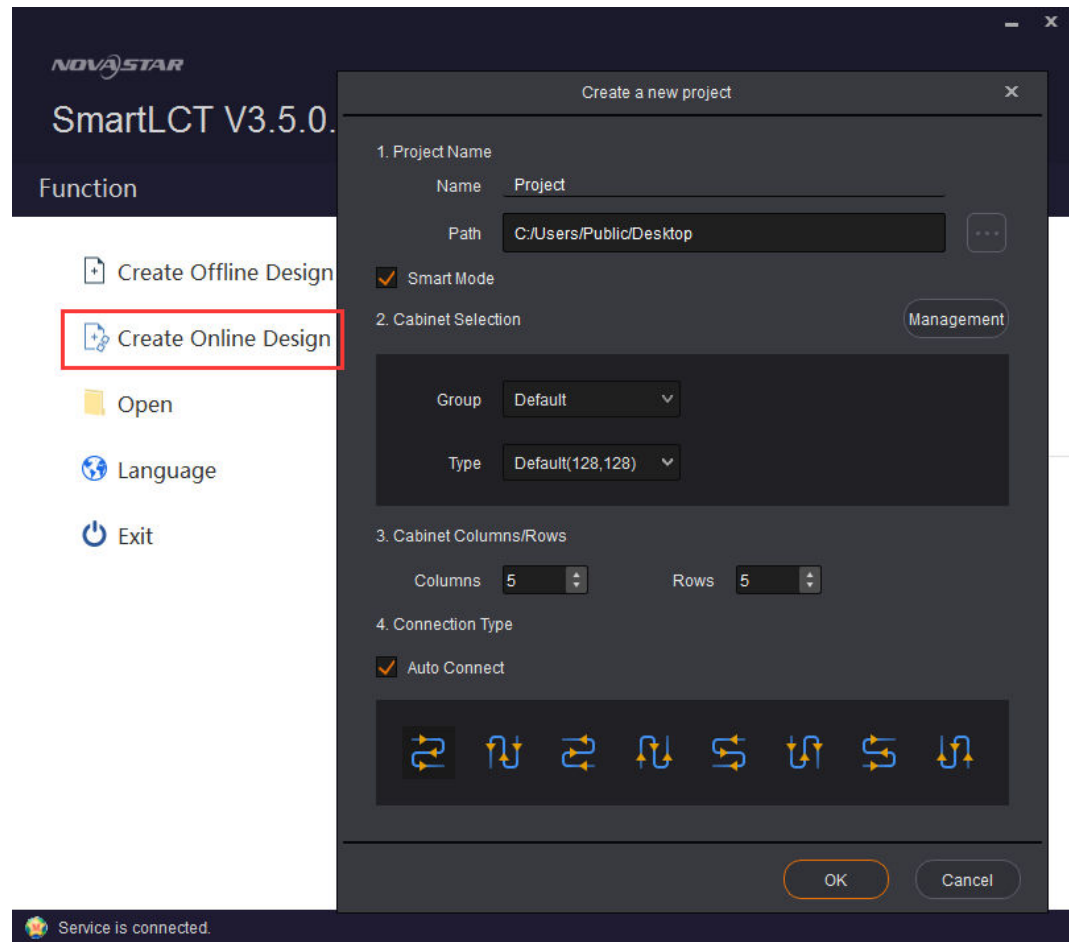 NOVASTAR
SmartLCT V3.5.0.
Function
Create Offline Design
Create Online Design
Open
Language
Exit
Create a new project
1. Project Name
Name Project
Path C:/Users/Public/Desktop
Smart Mode
2. Cabinet Selection Management
Group Default
Type Default(128,128)
3. Cabinet Columns/Rows
Columns 5 Rows 5
4. Connection Type
Auto Connect
OK Cancel
Service is connected.